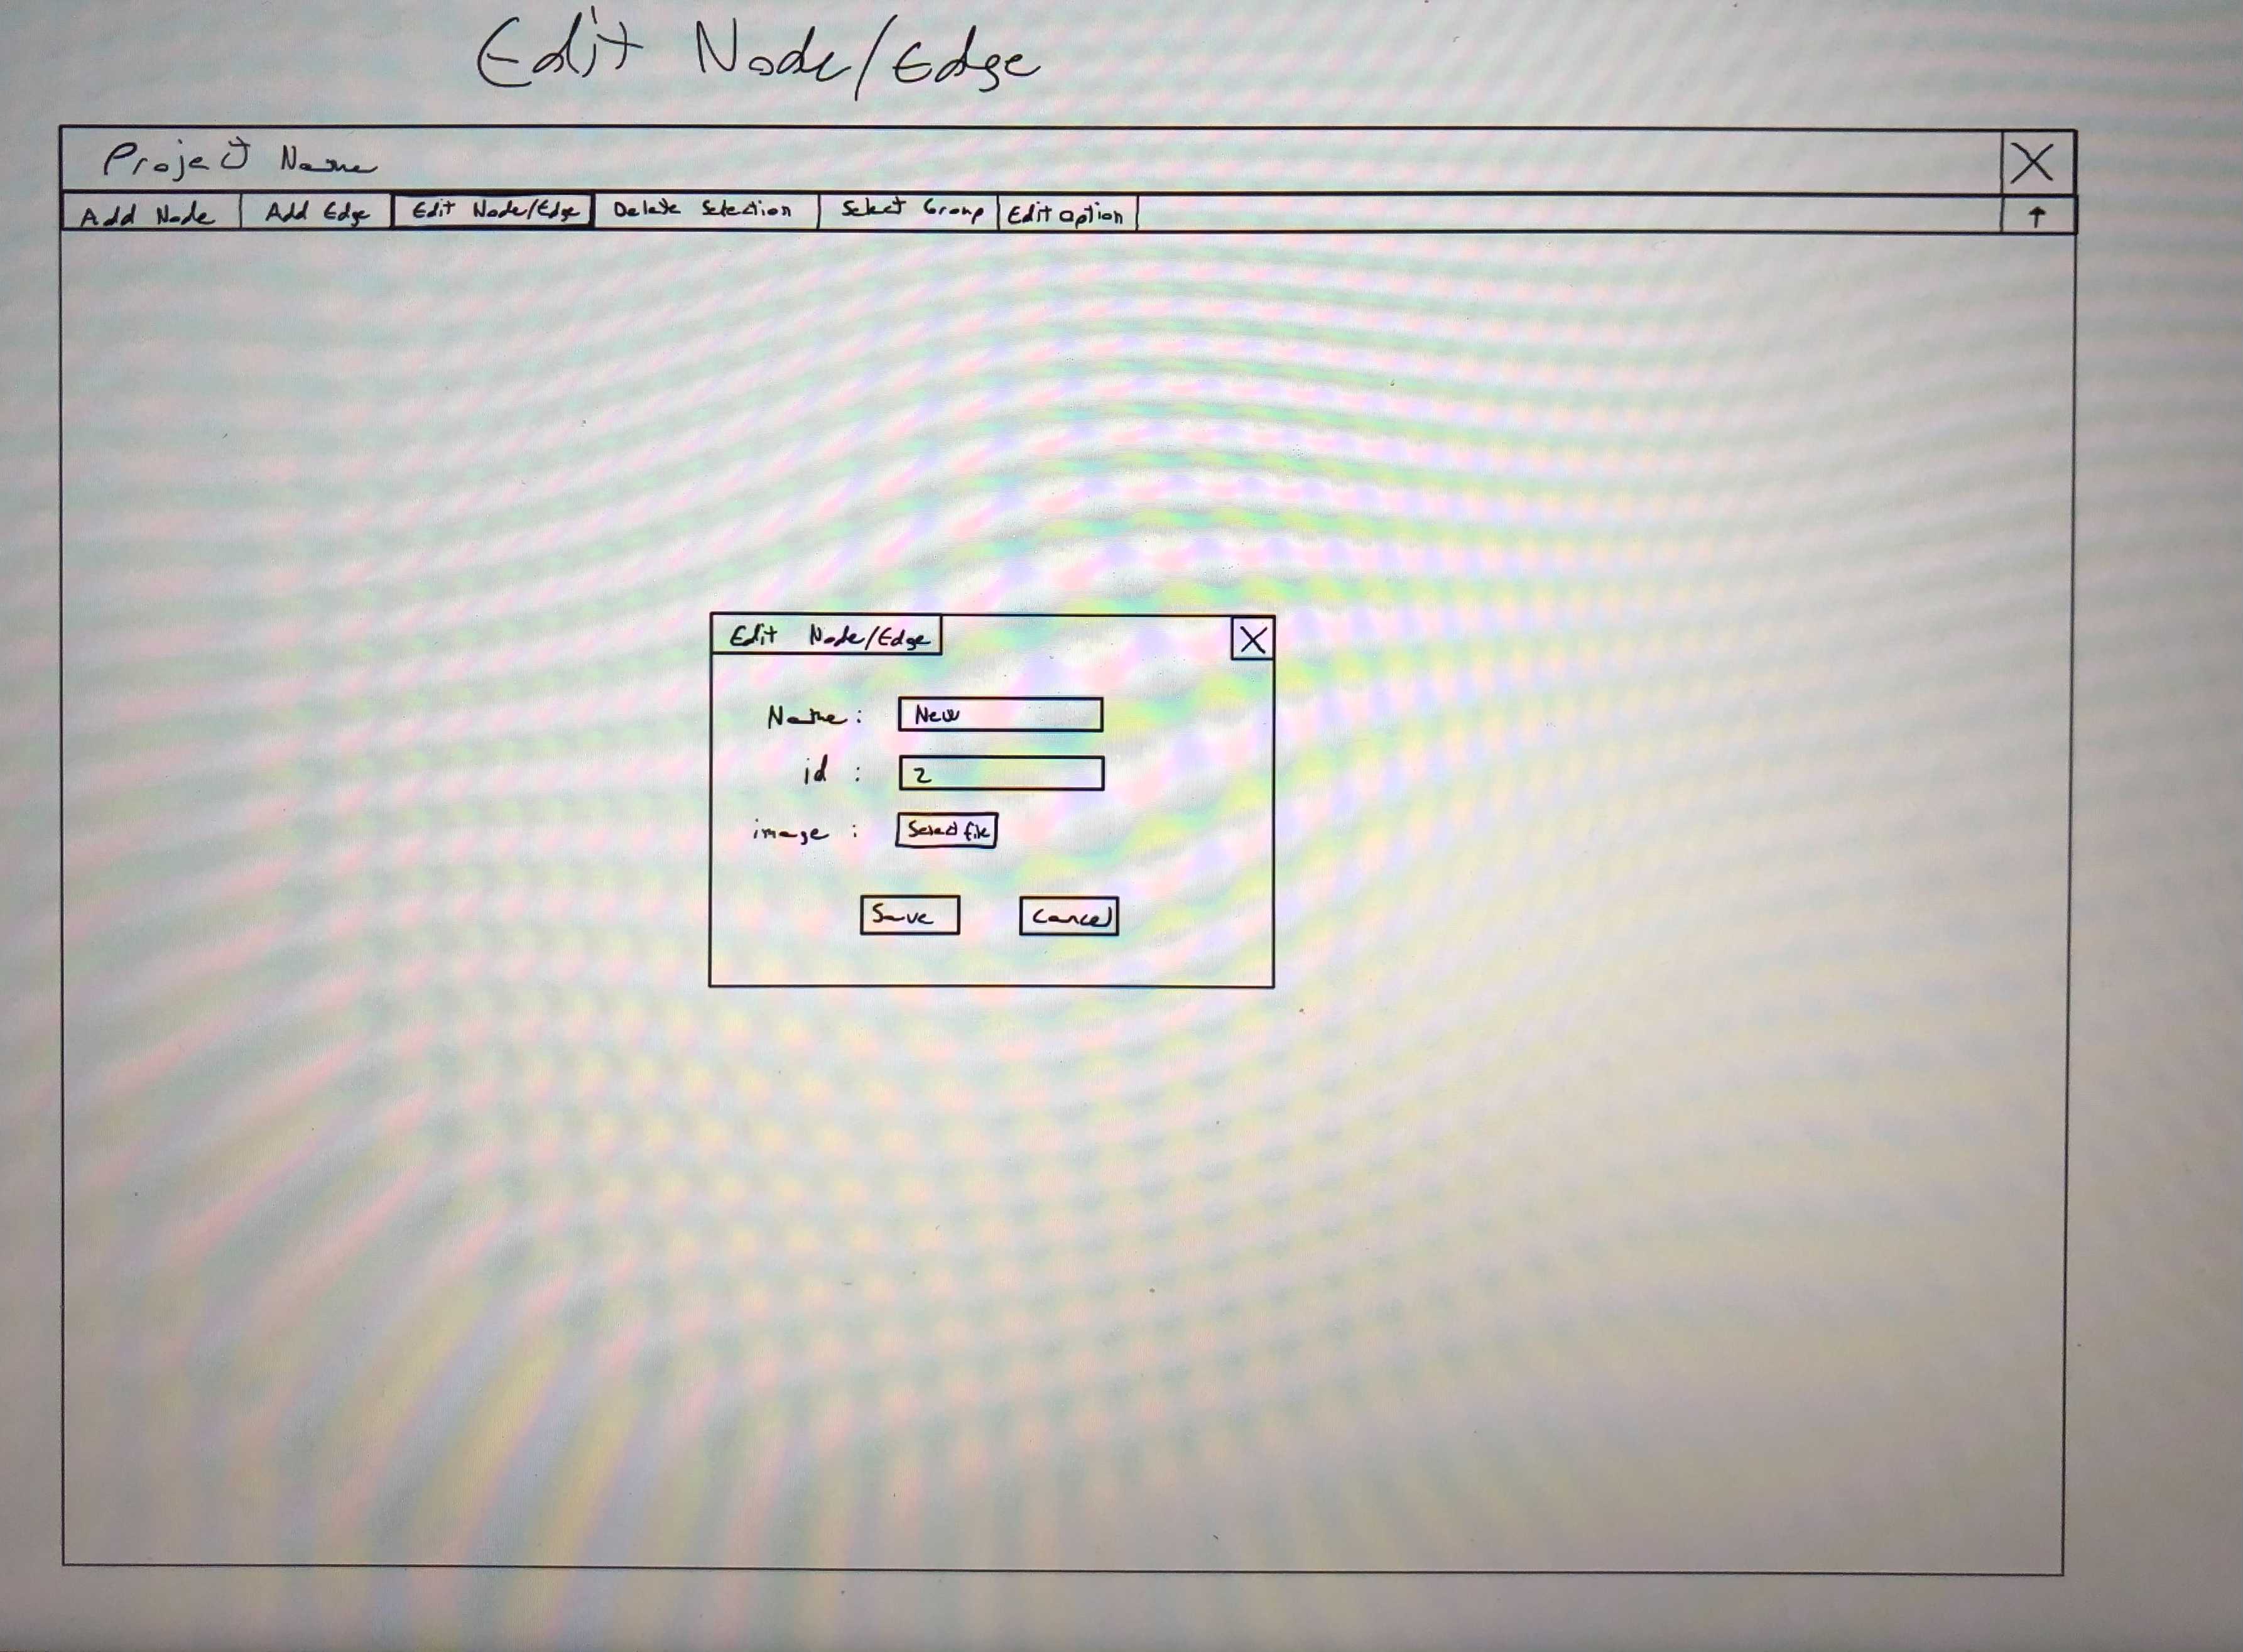 Edit Node/Edge
Project Name X
Add Node Add Edge Edit Node/Edge Delete Selection Select Group Edit option ↑
Edit Node/Edge X
Name : New
id : 2
image : Select file
Save Cancel